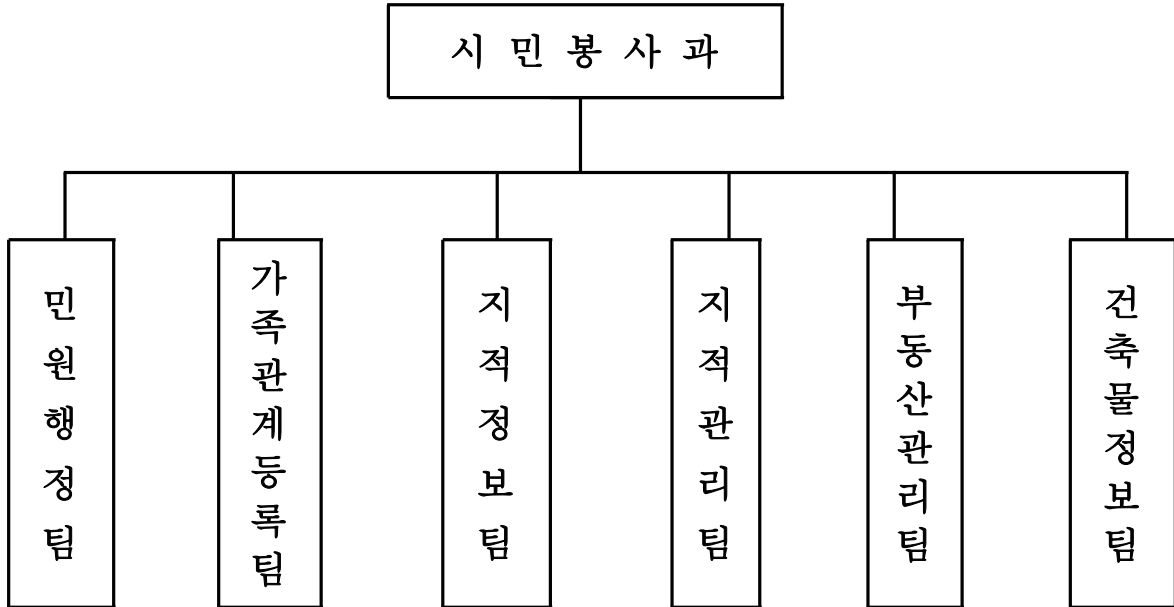 시 민 봉 사 과
민원행정팀
가족관계등록팀
지적정보팀
지적관리팀
부동산관리팀
건축물정보팀